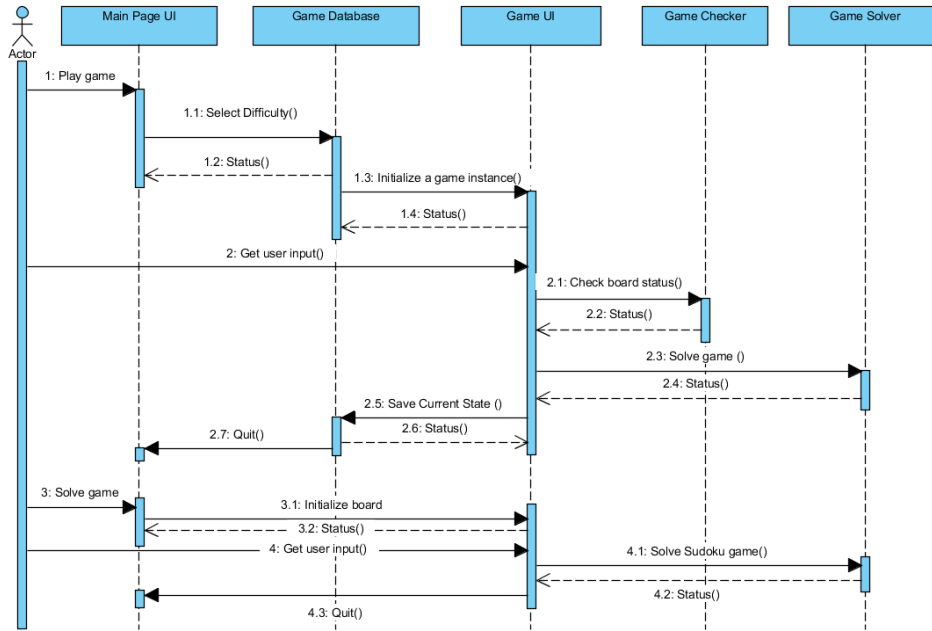 Main Page UI
Game Database
Game UI
Game Checker
Game Solver
Actor
1: Play game
1.1: Select Difficulty()
1.2: Status()
1.3: Initialize a game instance()
1.4: Status()
2: Get user input()
2.1: Check board status()
2.2: Status()
2.3: Solve game ()
2.4: Status()
2.5: Save Current State ()
2.6: Status()
2.7: Quit()
3: Solve game
3.1: Initialize board
3.2: Status()
4: Get user input()
4.1: Solve Sudoku game()
4.2: Status()
4.3: Quit()